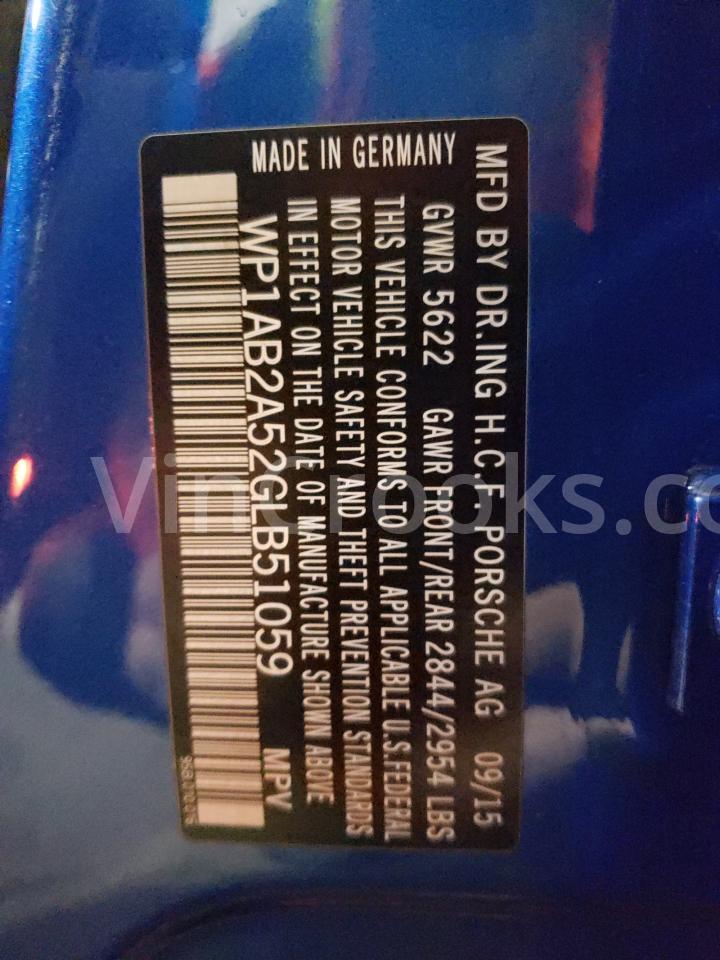 MFD BY DR.ING H.C.F. PORSCHE AG 09/15
GVWR 5622 GAWR FRONT/REAR 2844/2954 LBS
THIS VEHICLE CONFORMS TO ALL APPLICABLE U.S.FEDERAL
MOTOR VEHICLE SAFETY AND THEFT PREVENTION STANDARDS
IN EFFECT ON THE DATE OF MANUFACTURE SHOWN ABOVE
WP1AB2A52GLB51059 MPV
MADE IN GERMANY
VinCrooks.co